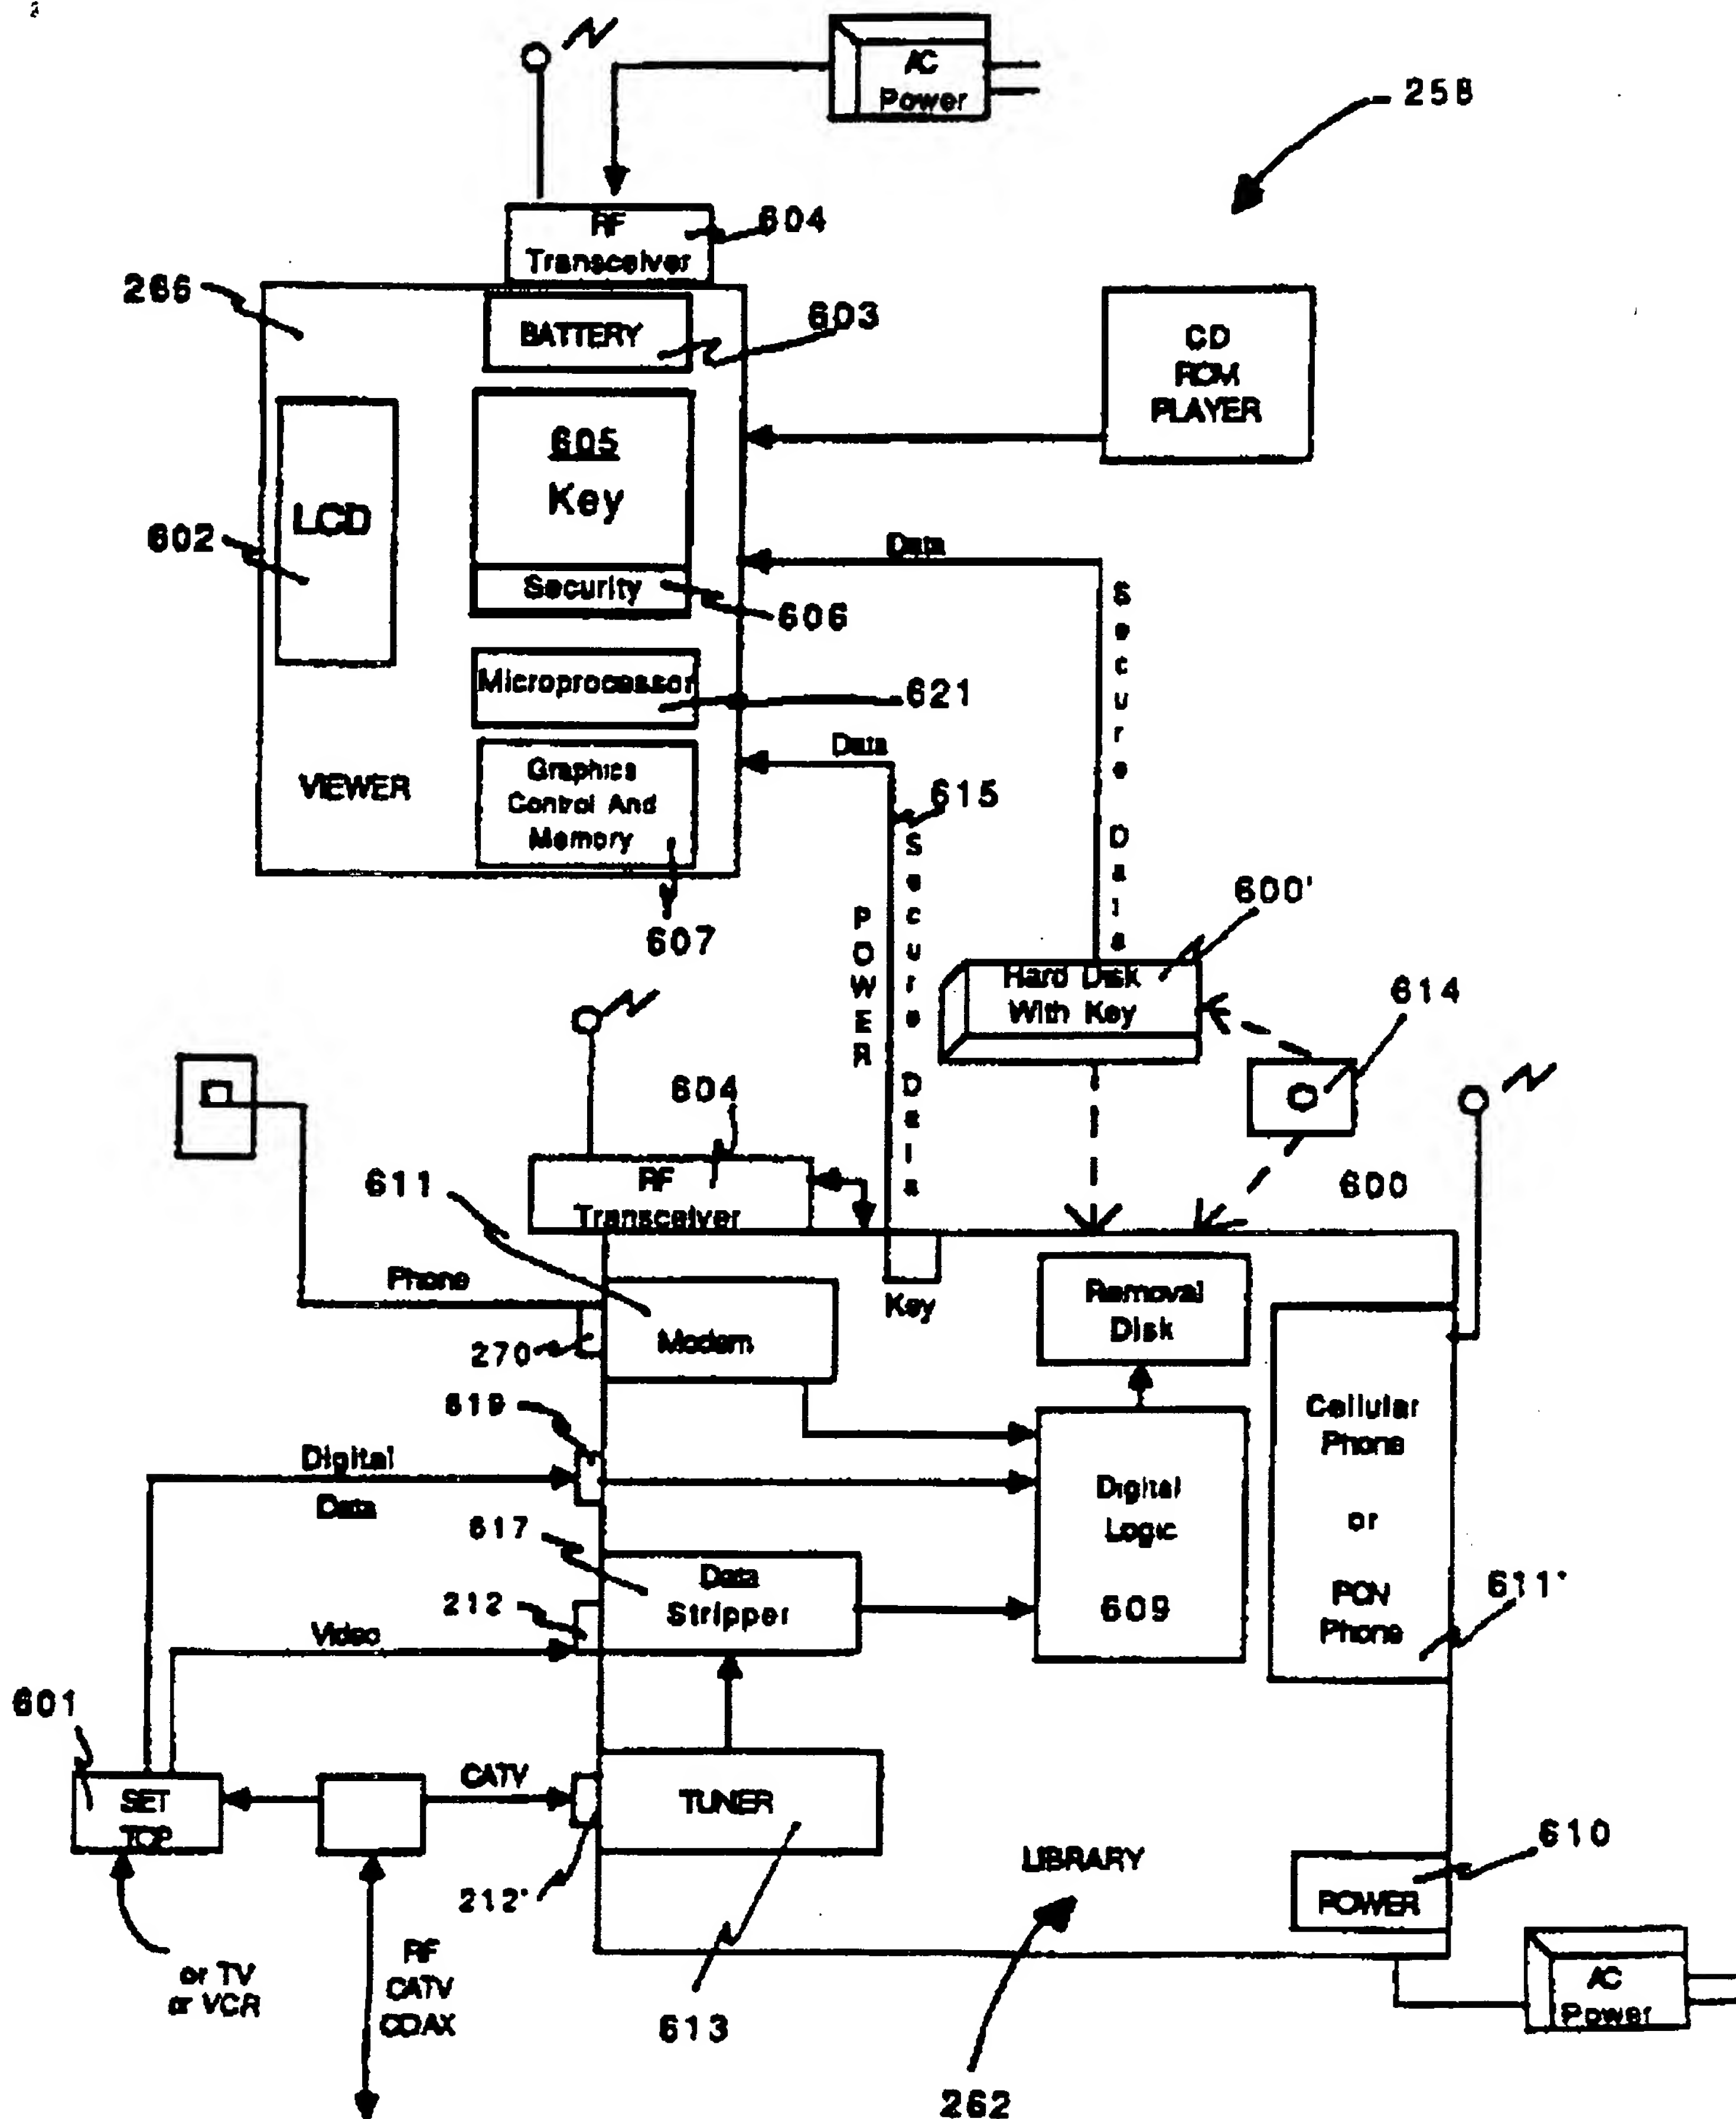 AC
Power
258
RF
Transceiver
604
266
BATTERY
603
CD
ROM
PLAYER
605
Key
LCD
602
Data
Security
606
Secure Data
Microprocessor
621
Data
Graphics
Control And
Memory
VIEWER
615
607
POWER
Secure Data
600'
Hard Disk
With Key
614
604
RF
Transceiver
611
600
Phone
Key
Removal
Disk
Modem
270
619
Cellular
Phone
or
PCN
Phone
Digital
Data
Digital
Logic
609
617
Data
Stripper
212
611'
Video
601
SET
TOP
CATV
TUNER
610
LIBRARY
POWER
212'
or TV
or VCR
RF
CATV
COAX
613
AC
Power
262